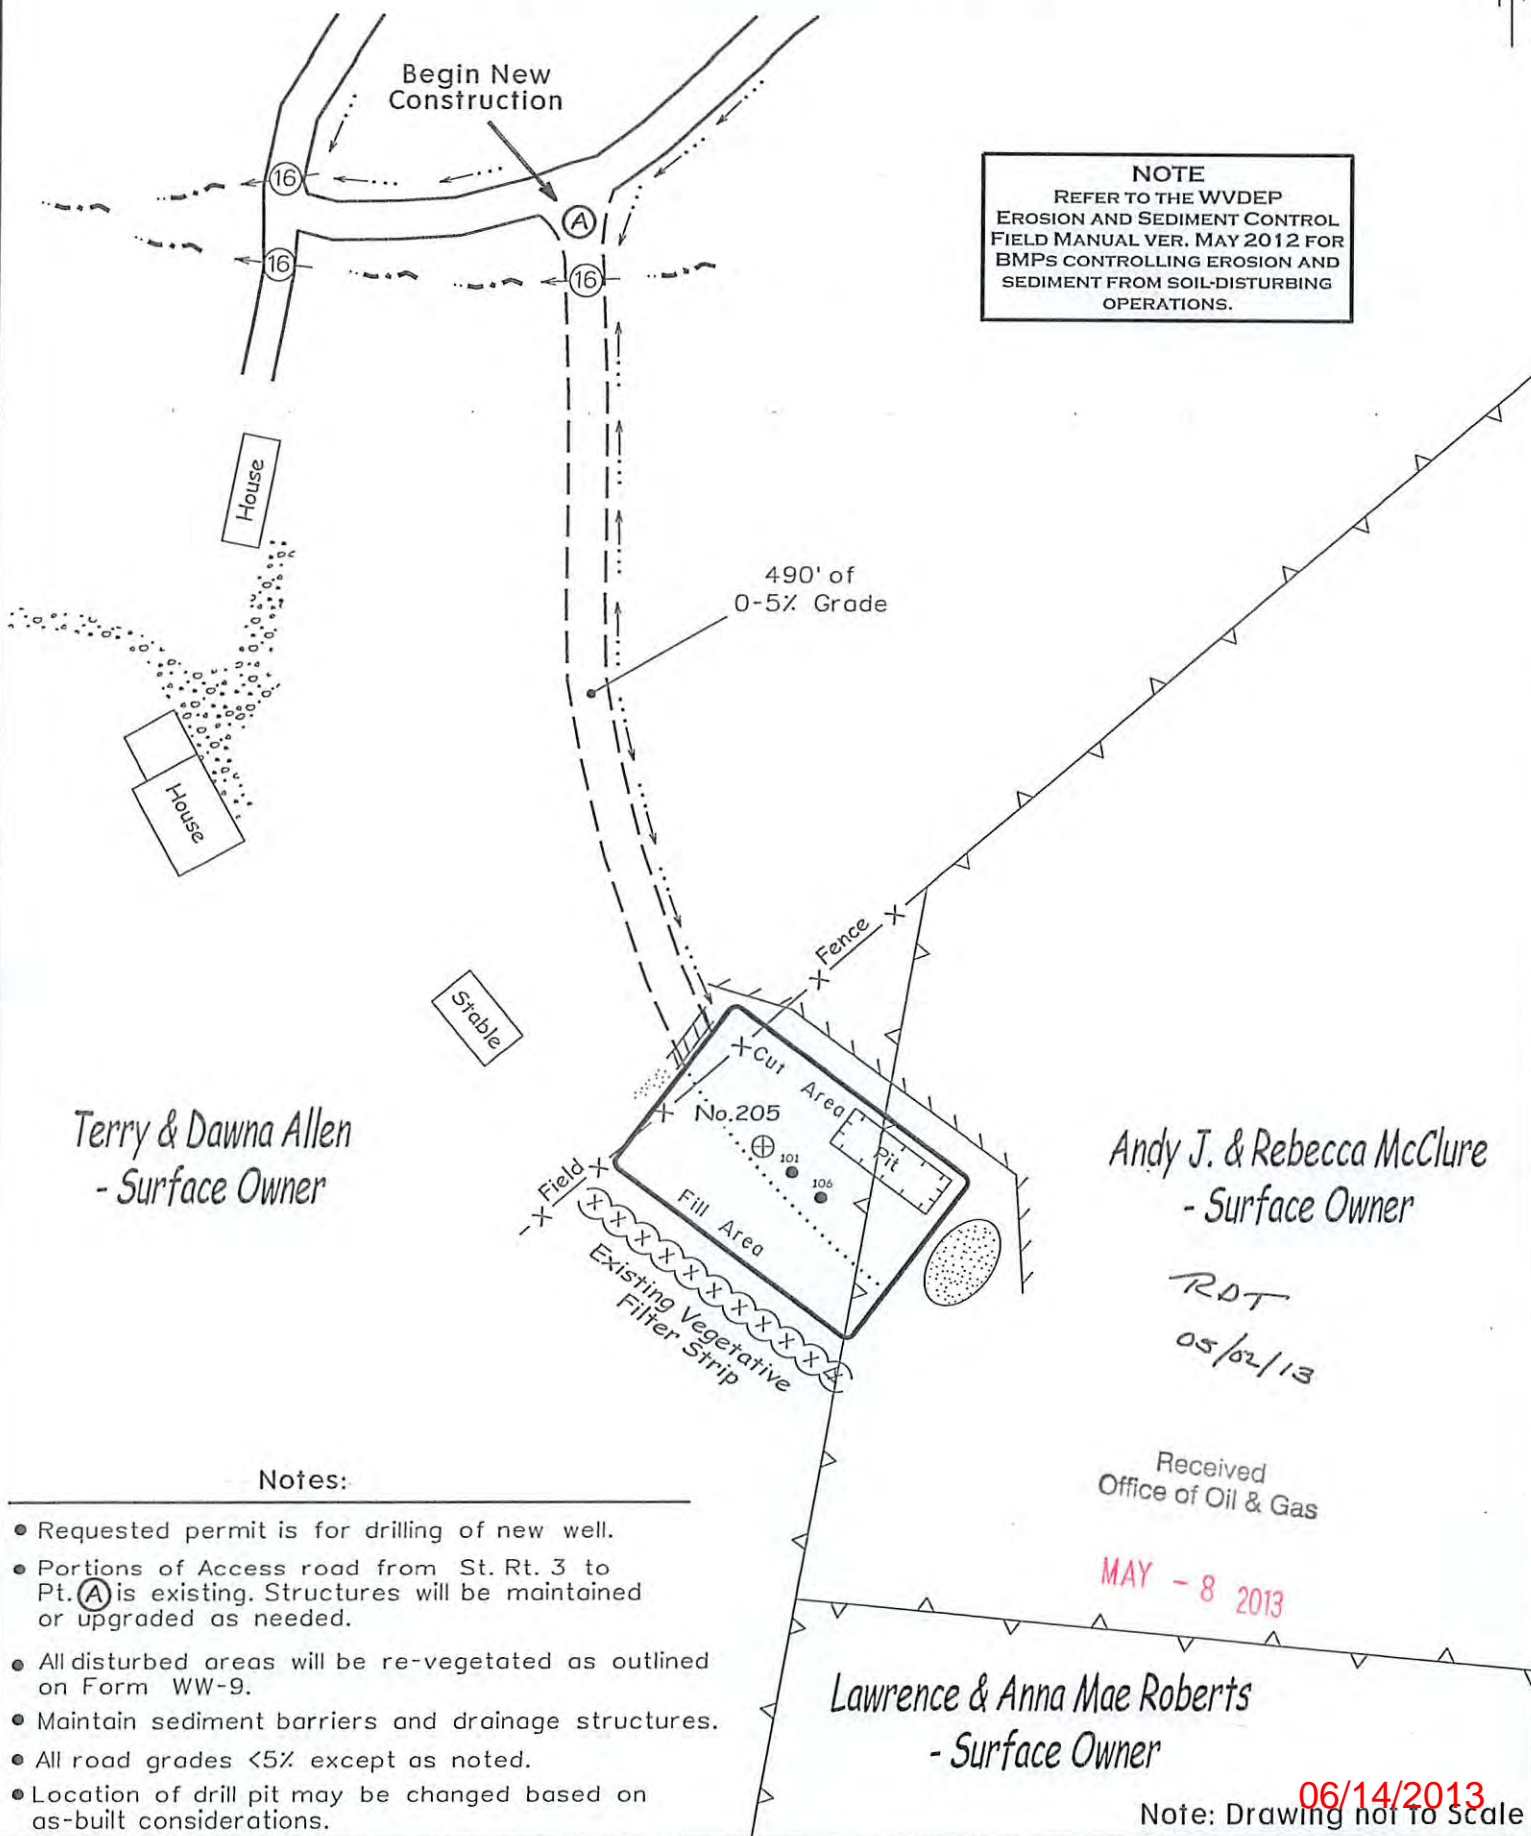 Begin New
Construction
NOTE
REFER TO THE WVDEP
EROSION AND SEDIMENT CONTROL
FIELD MANUAL VER. MAY 2012 FOR
BMPS CONTROLLING EROSION AND
SEDIMENT FROM SOIL-DISTURBING
OPERATIONS.
16
A
16
16
House
490' of
0-5% Grade
House
Fence
Stable
Cut Area
No.205
Pit
101
106
Field
Fill Area
Existing Vegetative
Filter Strip
Terry & Dawna Allen
- Surface Owner
Andy J. & Rebecca McClure
- Surface Owner
RDT
05/02/13
Received
Office of Oil & Gas
MAY - 8 2013
Notes:
• Requested permit is for drilling of new well.
• Portions of Access road from St. Rt. 3 to
Pt. A is existing. Structures will be maintained
or upgraded as needed.
• All disturbed areas will be re-vegetated as outlined
on Form WW-9.
• Maintain sediment barriers and drainage structures.
• All road grades <5% except as noted.
• Location of drill pit may be changed based on
as-built considerations.
Lawrence & Anna Mae Roberts
- Surface Owner
06/14/2013
Note: Drawing not to Scale